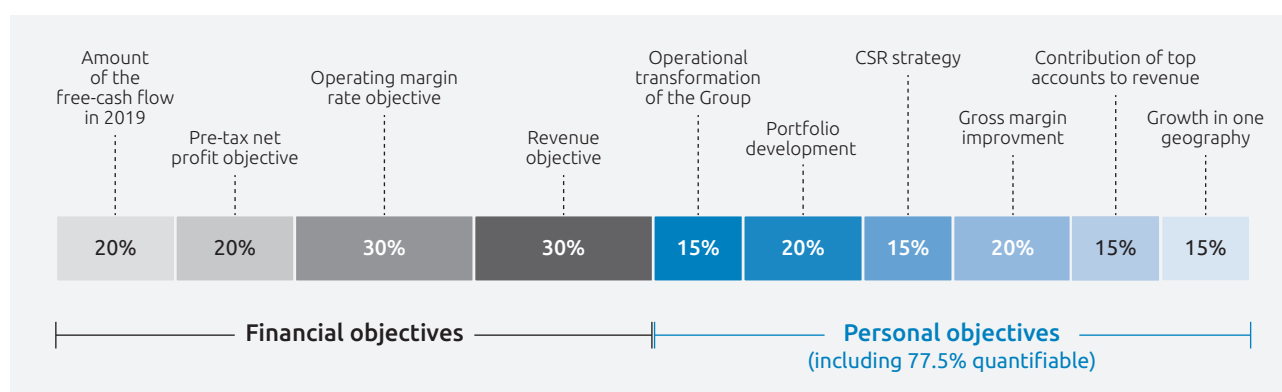 Amount
of the
free-cash flow
in 2019
Pre-tax net
profit objective
Operating margin
rate objective
Revenue
objective
Operational
transformation
of the Group
Portfolio
development
CSR strategy
Gross margin
improvment
Contribution of top
accounts to revenue
Growth in one
geography
20%
20%
30%
30%
15%
20%
15%
20%
15%
15%
Financial objectives
Personal objectives
(including 77.5% quantifiable)